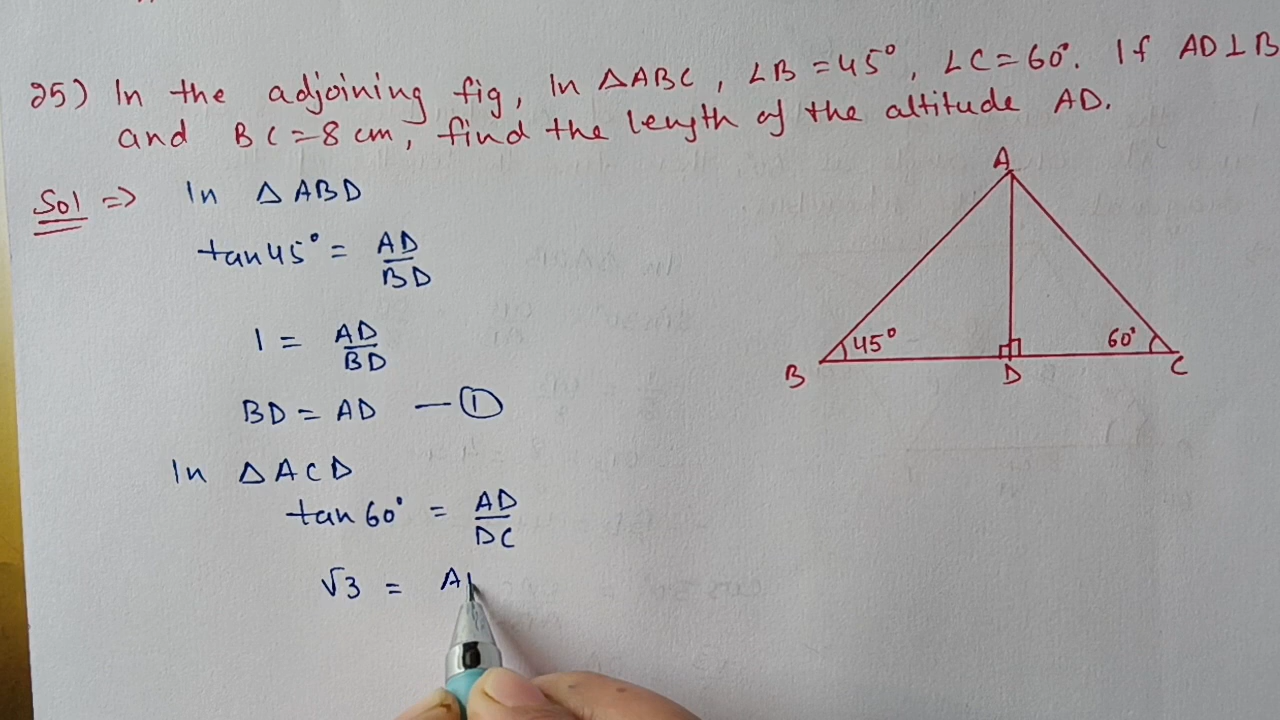 25) In the adjoining fig, In △ABC, ∠B = 45°, ∠C = 60°. If AD⊥B
and BC = 8 cm, find the length of the altitude AD.
Sol ⇒ In △ABD
tan45° = AD/BD
1 = AD/BD
BD = AD — ①
In △ACD
tan 60° = AD/DC
√3 = A
A
45°
60°
B
D
C